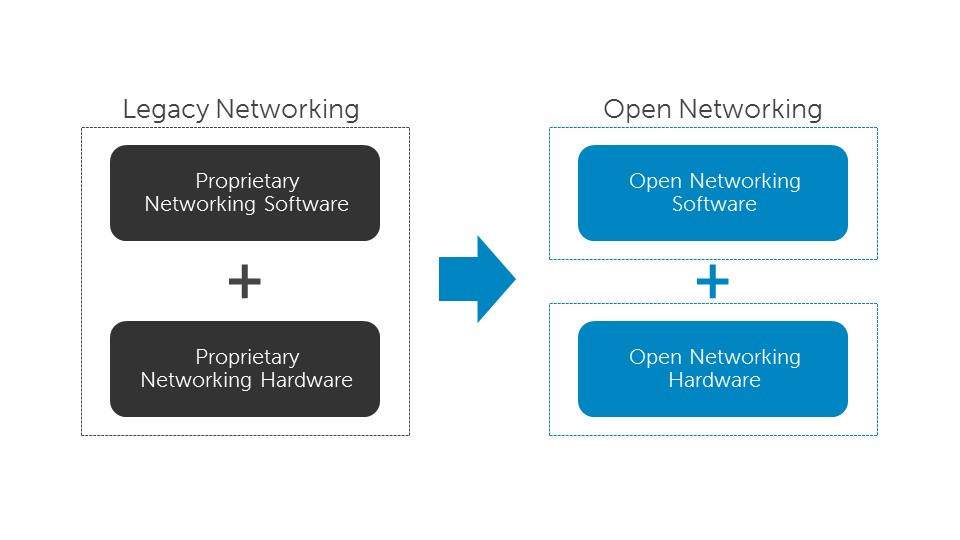 Legacy Networking
Proprietary
Networking Software
+
Proprietary
Networking Hardware
Open Networking
Open Networking
Software
+
Open Networking
Hardware